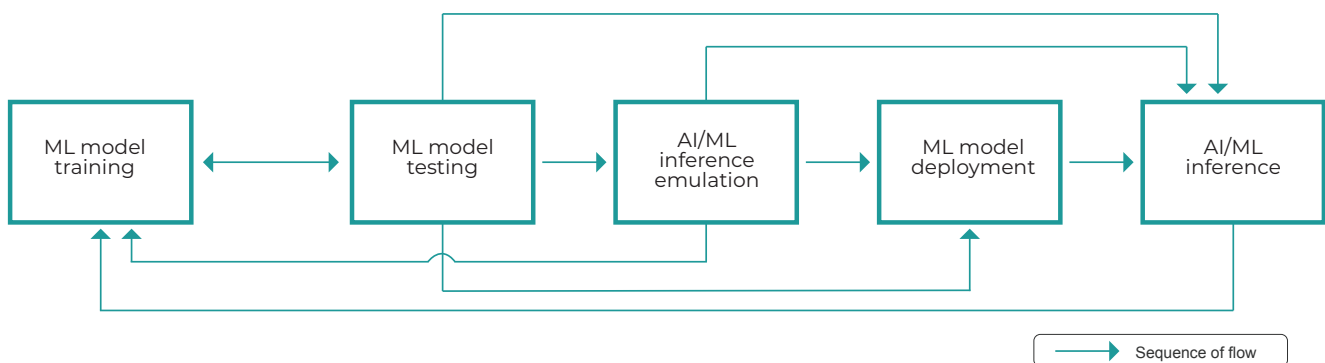 ML model
training
ML model
testing
AI/ML
inference
emulation
ML model
deployment
AI/ML
inference
Sequence of flow